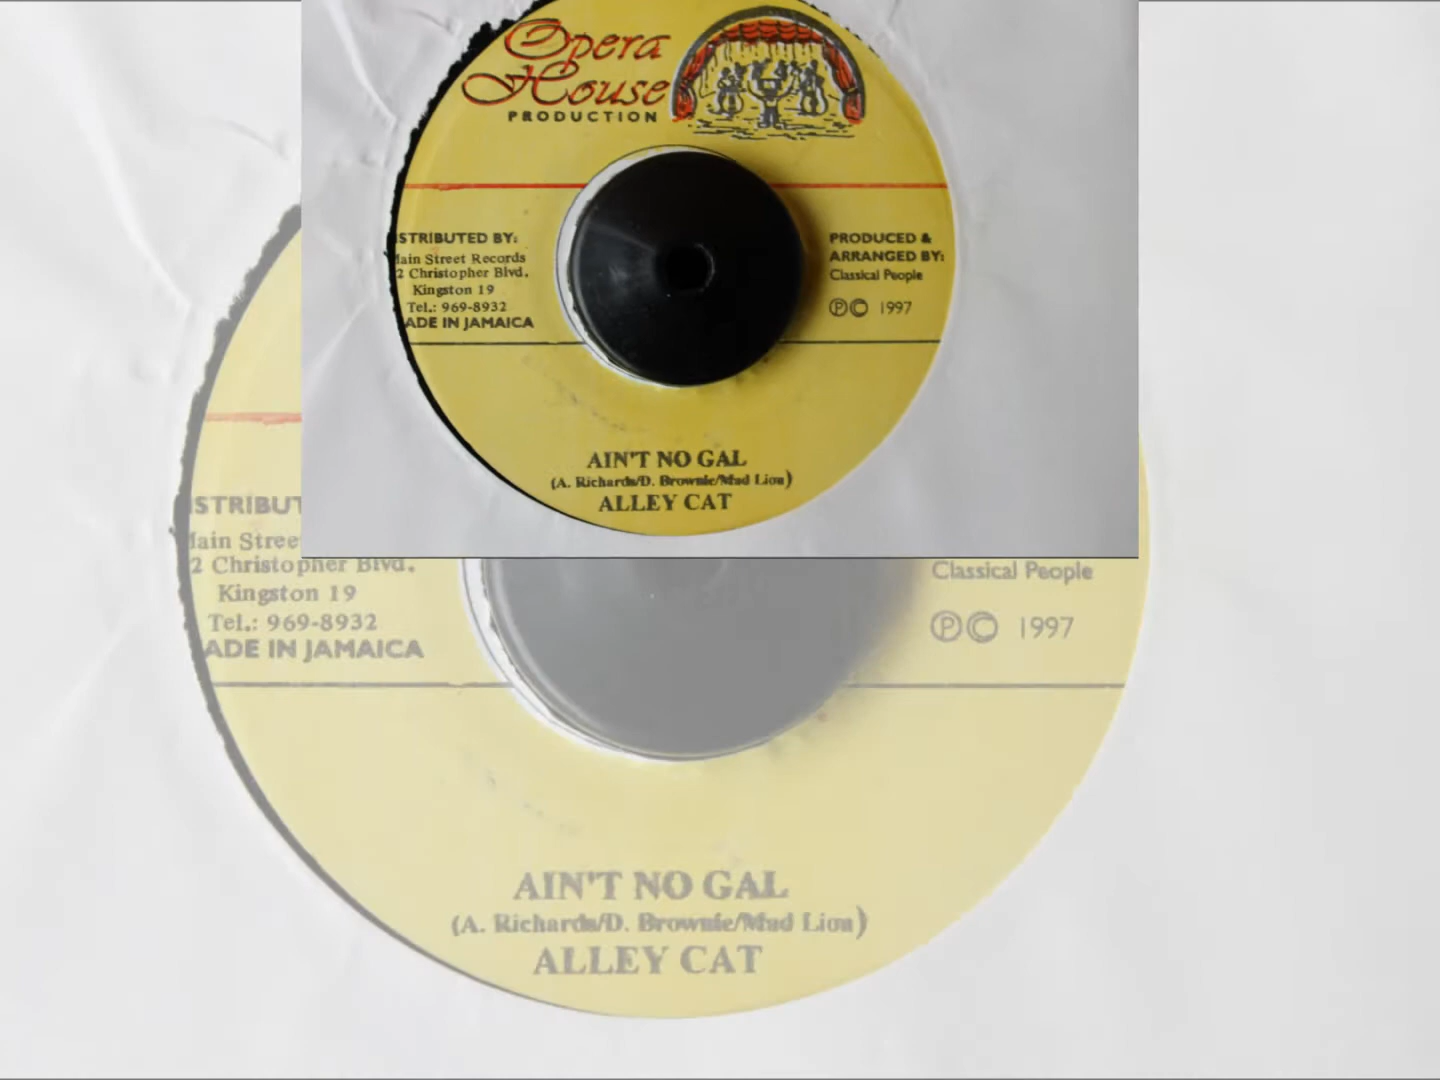 Opera
House
PRODUCTION
ISTRIBUTED BY:
Main Street Records
2 Christopher Blvd.
Kingston 19
Tel.: 969-8932
ADE IN JAMAICA
PRODUCED &
ARRANGED BY:
Classical People
Ⓟ© 1997
AIN'T NO GAL
(A. Richards/D. Brownie/Mad Lion)
ALLEY CAT
ISTRIBUT
Main Stree
2 Christopher Blvd.
Kingston 19
Tel.: 969-8932
ADE IN JAMAICA
Classical People
Ⓟ© 1997
AIN'T NO GAL
(A. Richards/D. Brownie/Mad Lion)
ALLEY CAT